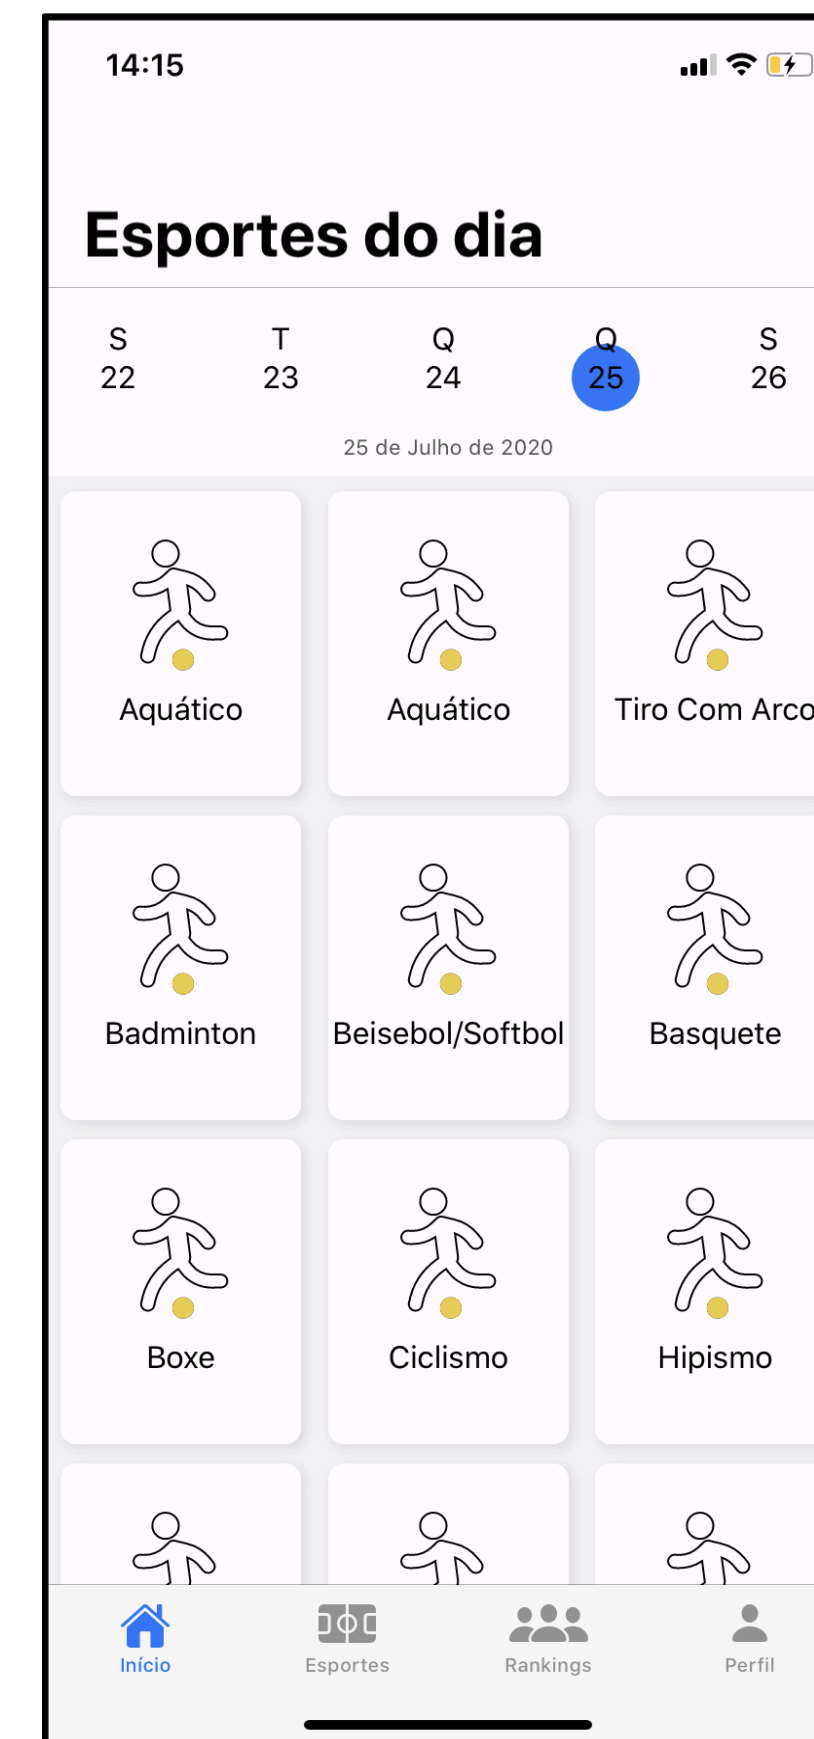 14:15
Esportes do dia
S T Q Q S
22 23 24 25 26
25 de Julho de 2020
Aquático Aquático Tiro Com Arco
Badminton Beisebol/Softbol Basquete
Boxe Ciclismo Hipismo
Início Esportes Rankings Perfil